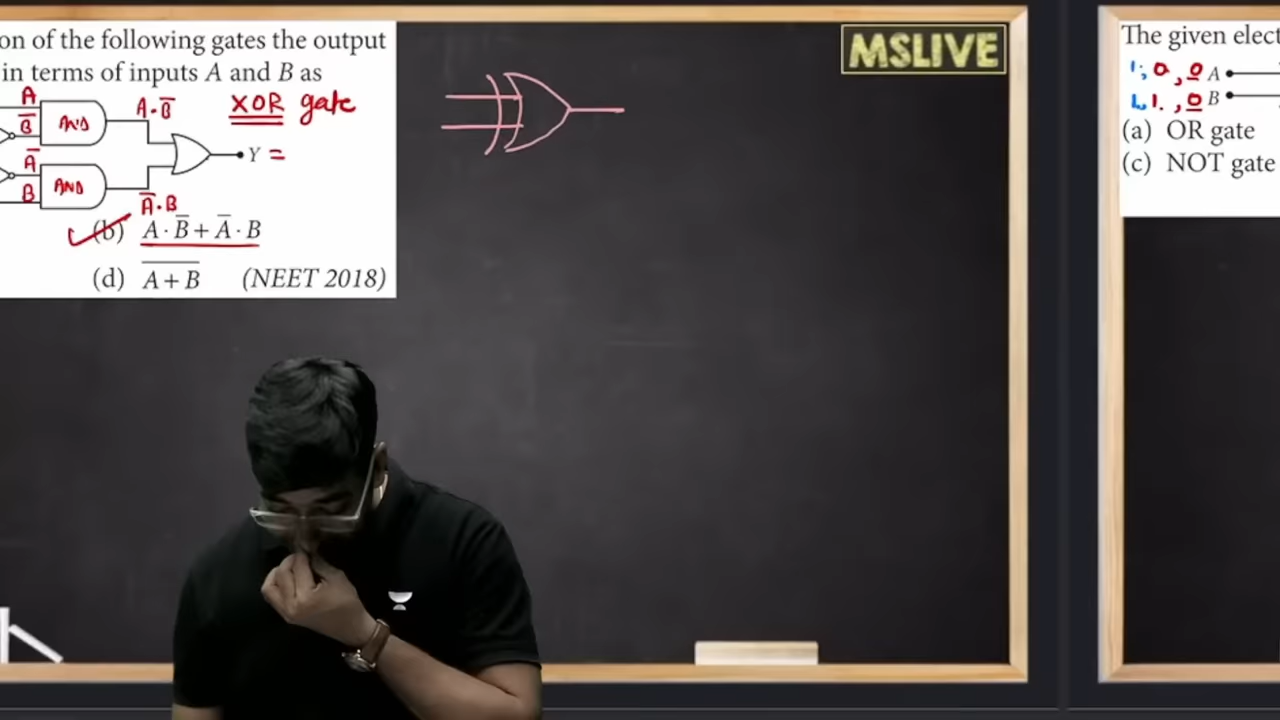 on of the following gates the output
in terms of inputs A and B as
A
B̅
AND
A·B̅
XOR gate
Y =
A̅
B
AND
A̅·B
(b) A·B̅ + A̅·B
(d) \overline{A + B} (NEET 2018)
MSLIVE
The given elect
1, 0, 0 A
1, 1, 0 B
(a) OR gate
(c) NOT gate